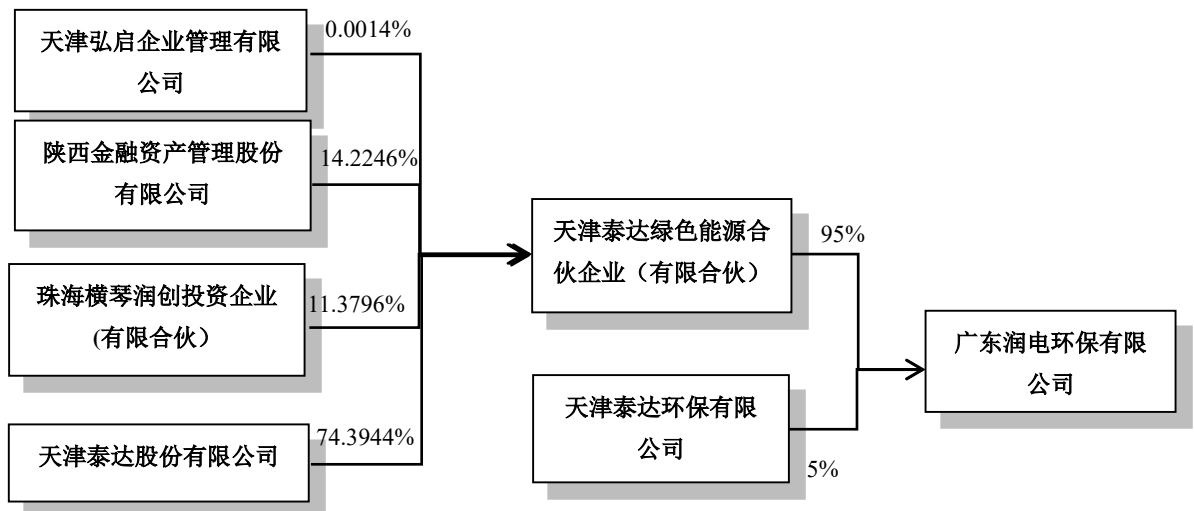 天津弘启企业管理有限
公司
0.0014%
陕西金融资产管理股份
有限公司
14.2246%
珠海横琴润创投资企业
(有限合伙）
11.3796%
天津泰达股份有限公司
74.3944%
天津泰达绿色能源合
伙企业（有限合伙）
95%
天津泰达环保有限
公司
5%
广东润电环保有限
公司